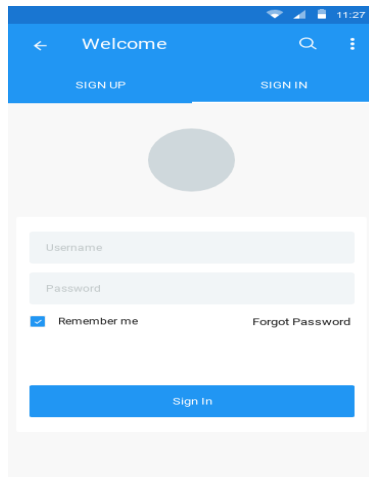 11:27
Welcome
SIGN UP SIGN IN
Username
Password
Remember me Forgot Password
Sign In